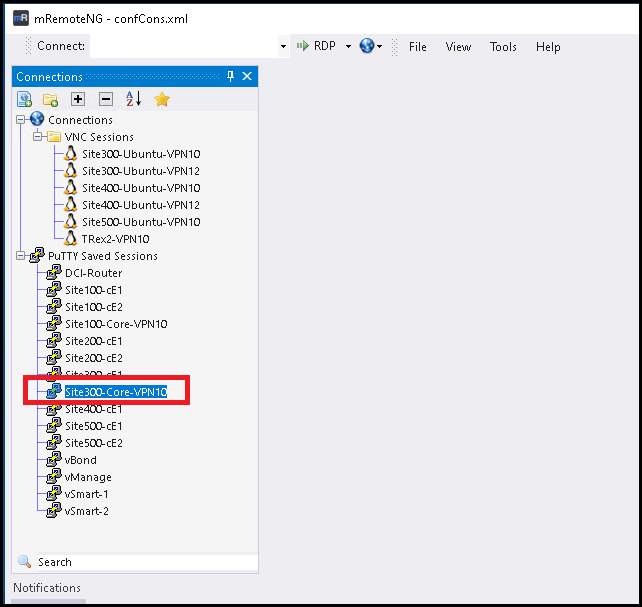 mR mRemoteNG - confCons.xml
Connect: RDP File View Tools Help
Connections
Connections
VNC Sessions
Site300-Ubuntu-VPN10
Site300-Ubuntu-VPN12
Site400-Ubuntu-VPN10
Site400-Ubuntu-VPN12
Site500-Ubuntu-VPN10
TRex2-VPN10
PuTTY Saved Sessions
DCI-Router
Site100-cE1
Site100-cE2
Site100-Core-VPN10
Site200-cE1
Site200-cE2
Site300-cE1
Site300-Core-VPN10
Site400-cE1
Site500-cE1
Site500-cE2
vBond
vManage
vSmart-1
vSmart-2
Search
Notifications